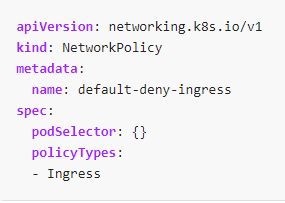 apiVersion: networking.k8s.io/v1
kind: NetworkPolicy
metadata:
  name: default-deny-ingress
spec:
  podSelector: {}
  policyTypes:
  - Ingress